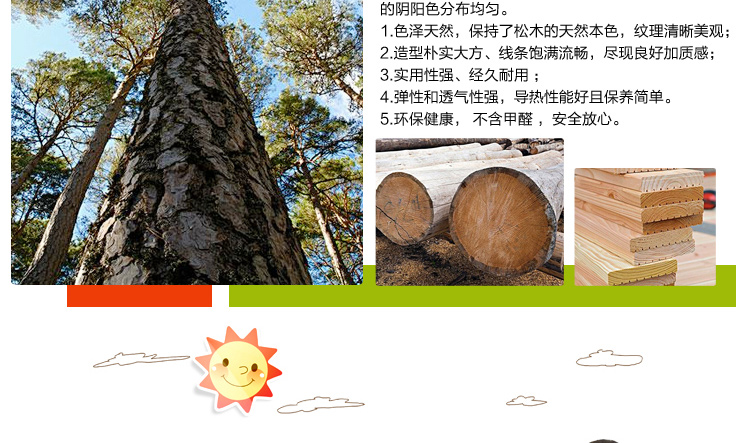 的阴阳色分布均匀。
1.色泽天然，保持了松木的天然本色，纹理清晰美观；
2.造型朴实大方、线条饱满流畅，尽现良好加质感；
3.实用性强、经久耐用 ；
4.弹性和透气性强，导热性能好且保养简单。
5.环保健康， 不含甲醛 ，安全放心。